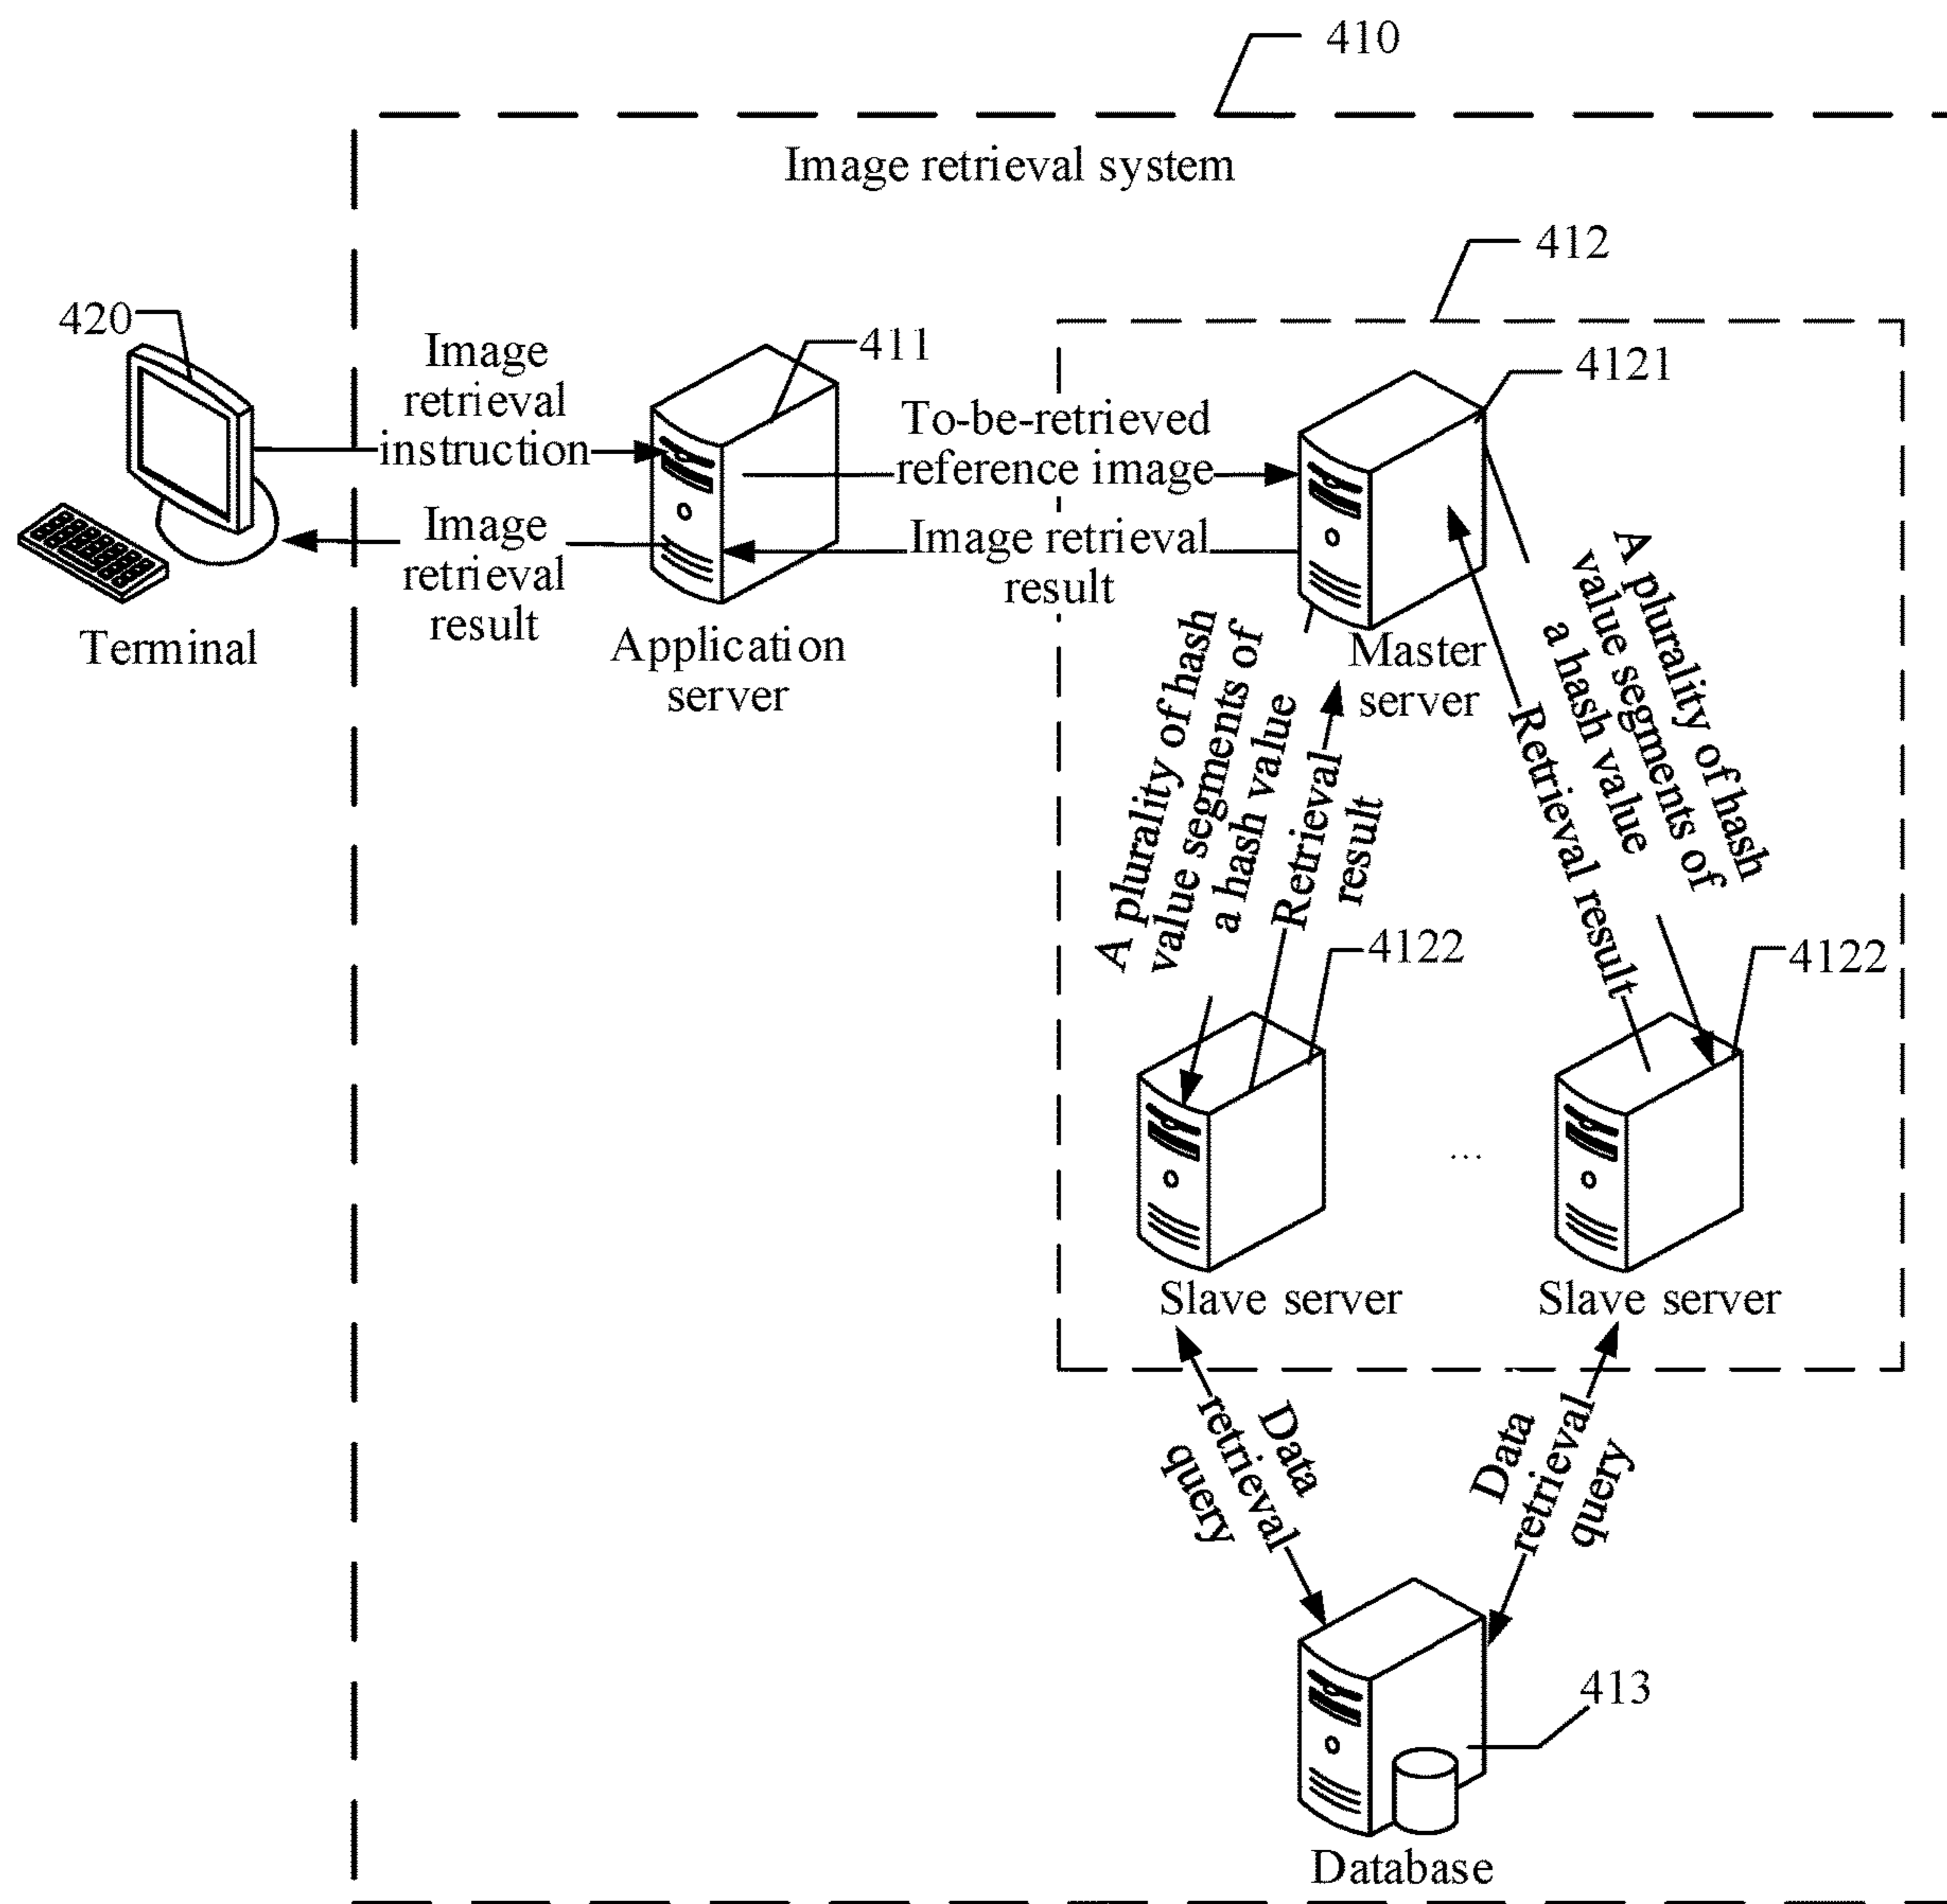 410
Image retrieval system
412
420
Image
retrieval
instruction
411
To-be-retrieved
reference image
4121
Image
retrieval
result
Image retrieval
result
Terminal
Application
server
Master
server
A plurality of hash
value segments of
a hash value
Retrieval
result
Retrieval result
A plurality of hash
value segments of
a hash value
4122
4122
...
Slave server
Slave server
Data
retrieval
query
Data
retrieval
query
413
Database